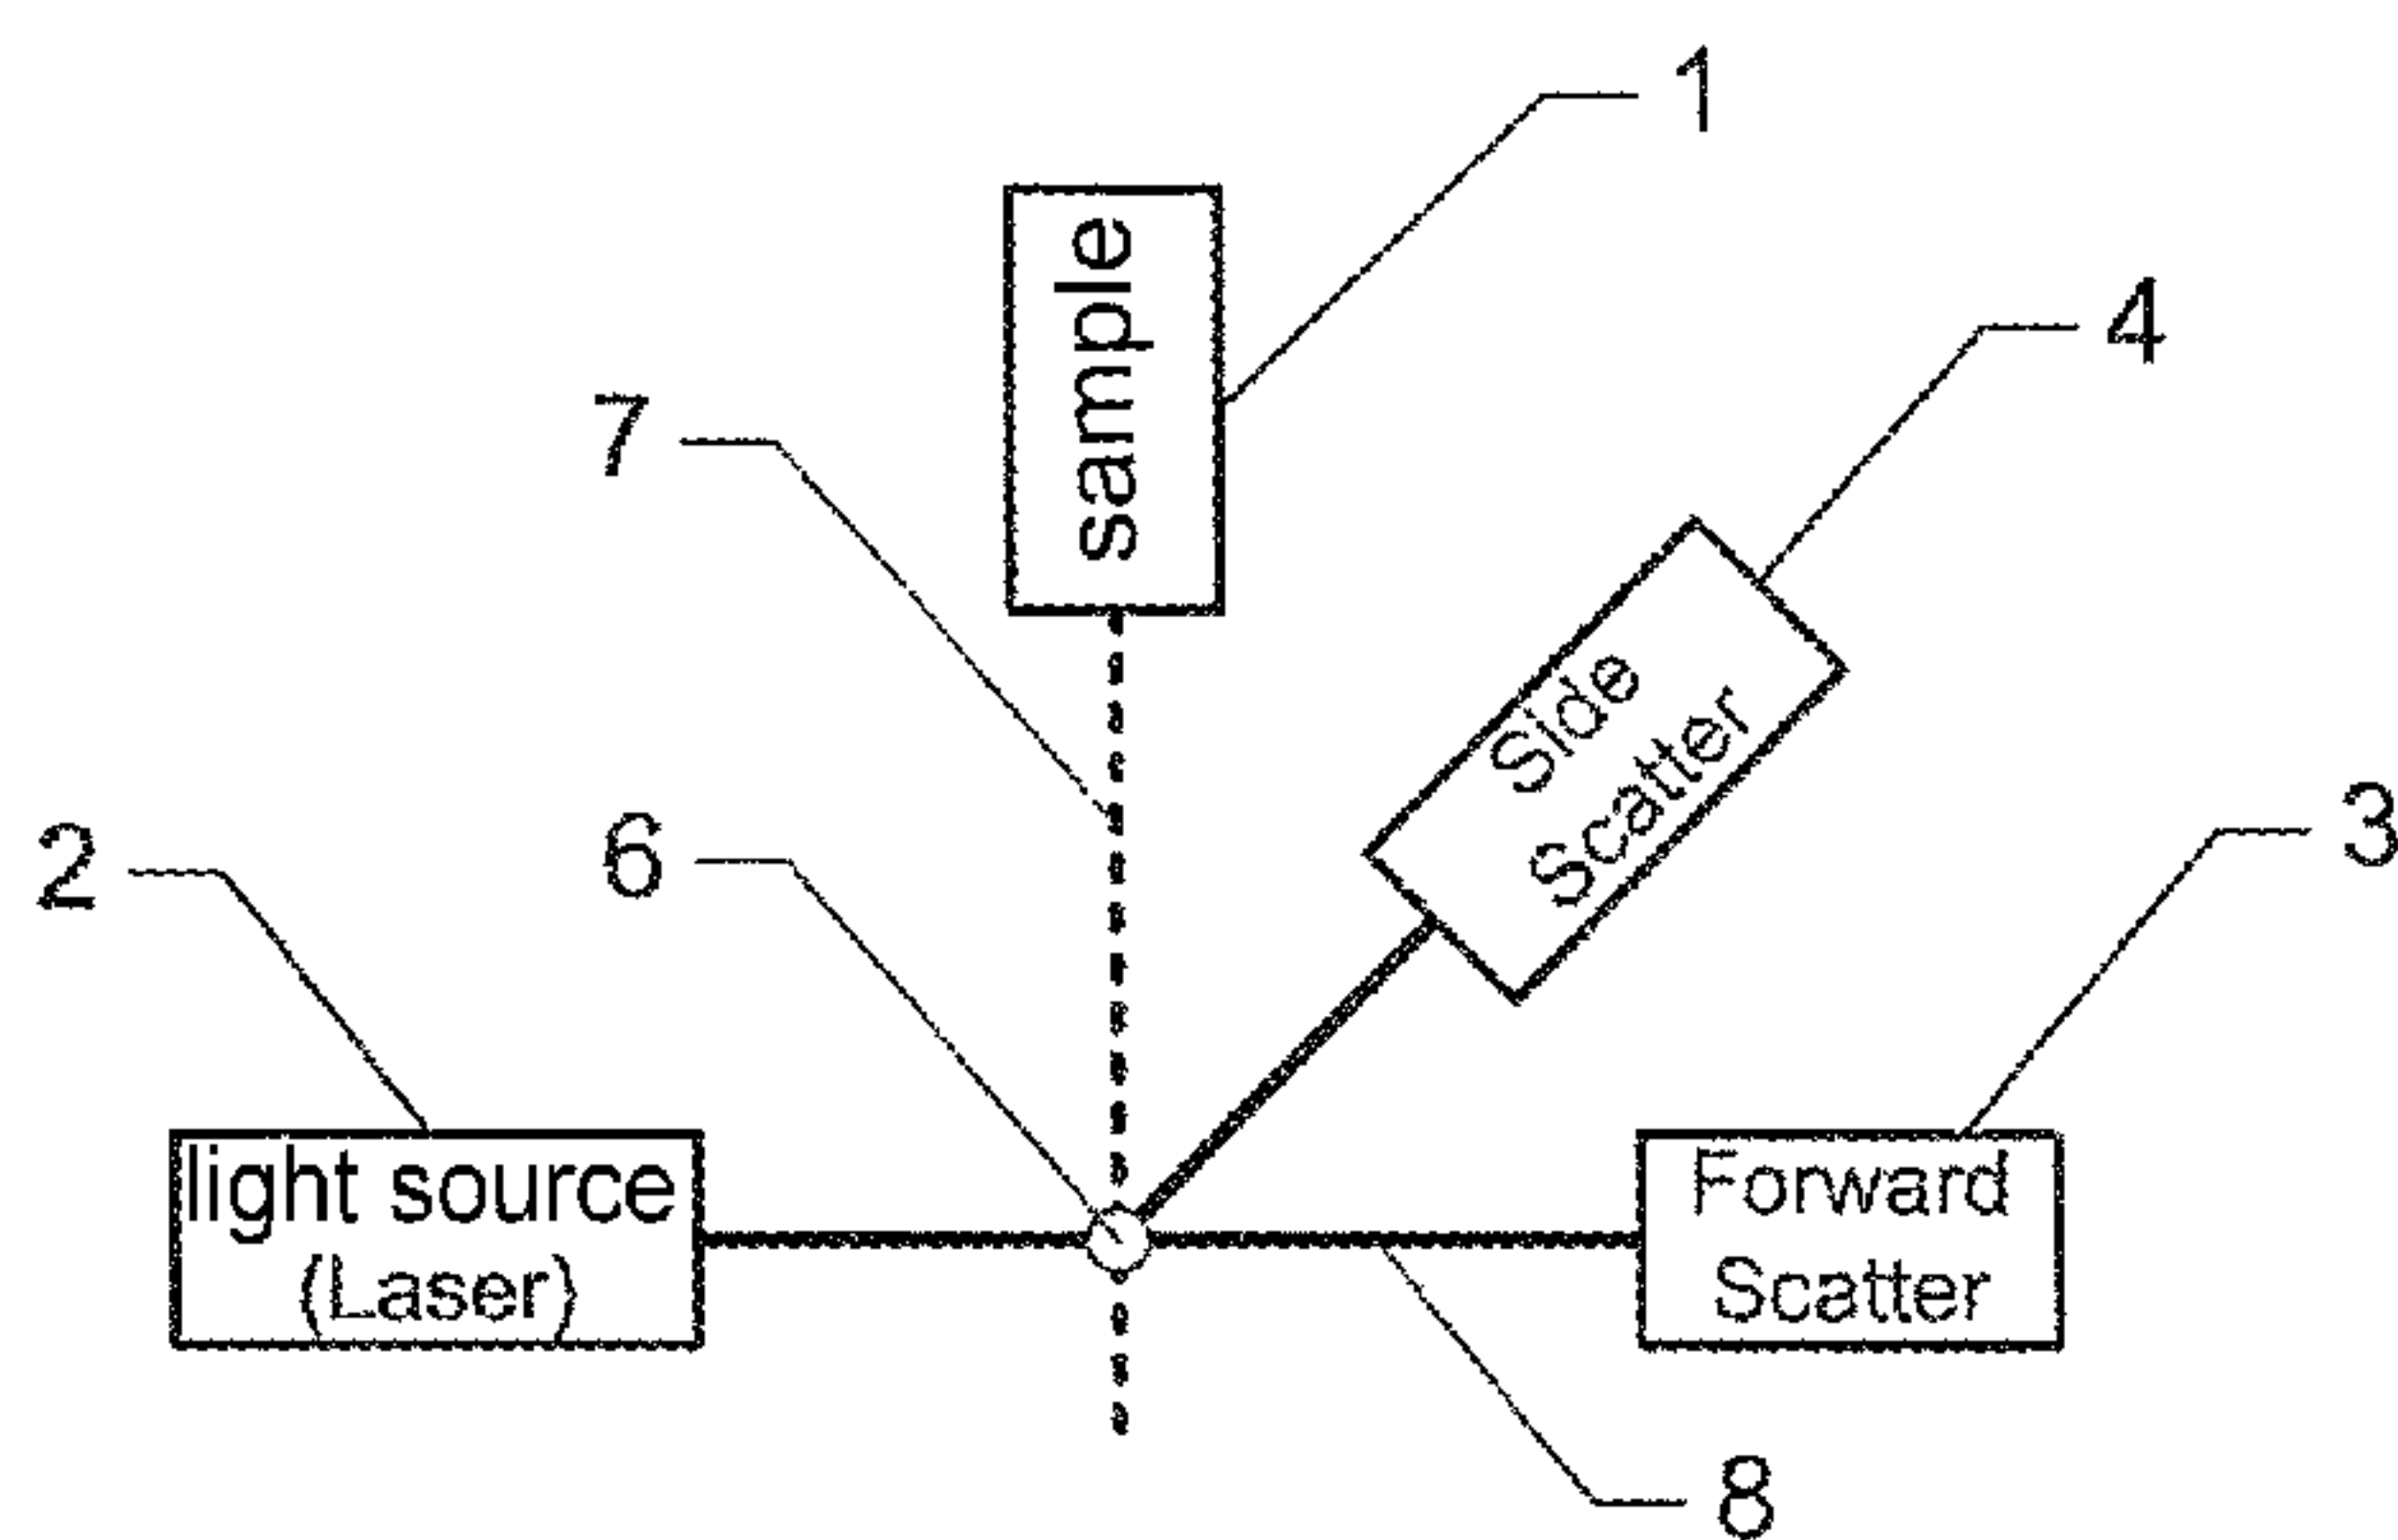 1
sample
4
7
Side
Scatter
3
2
6
light source
(Laser)
Forward
Scatter
8